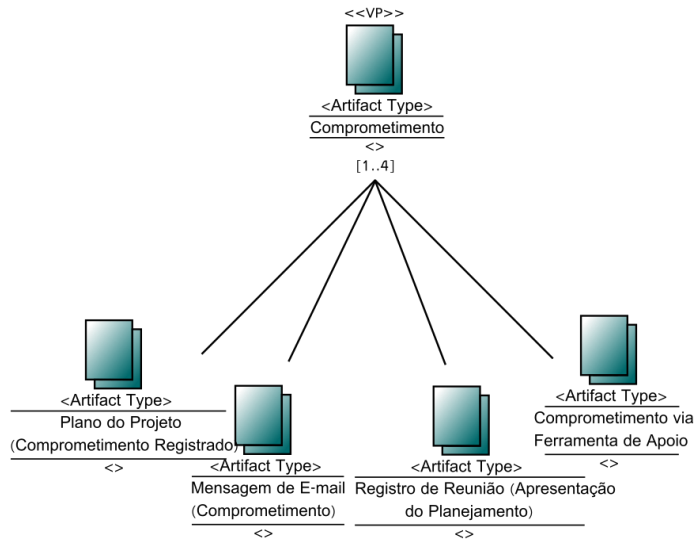 <<VP>>
<Artifact Type>
Comprometimento
<>
[1..4]
<Artifact Type>
Plano do Projeto
(Comprometimento Registrado)
<>
<Artifact Type>
Mensagem de E-mail
(Comprometimento)
<>
<Artifact Type>
Registro de Reunião (Apresentação
do Planejamento)
<>
<Artifact Type>
Comprometimento via
Ferramenta de Apoio
<>